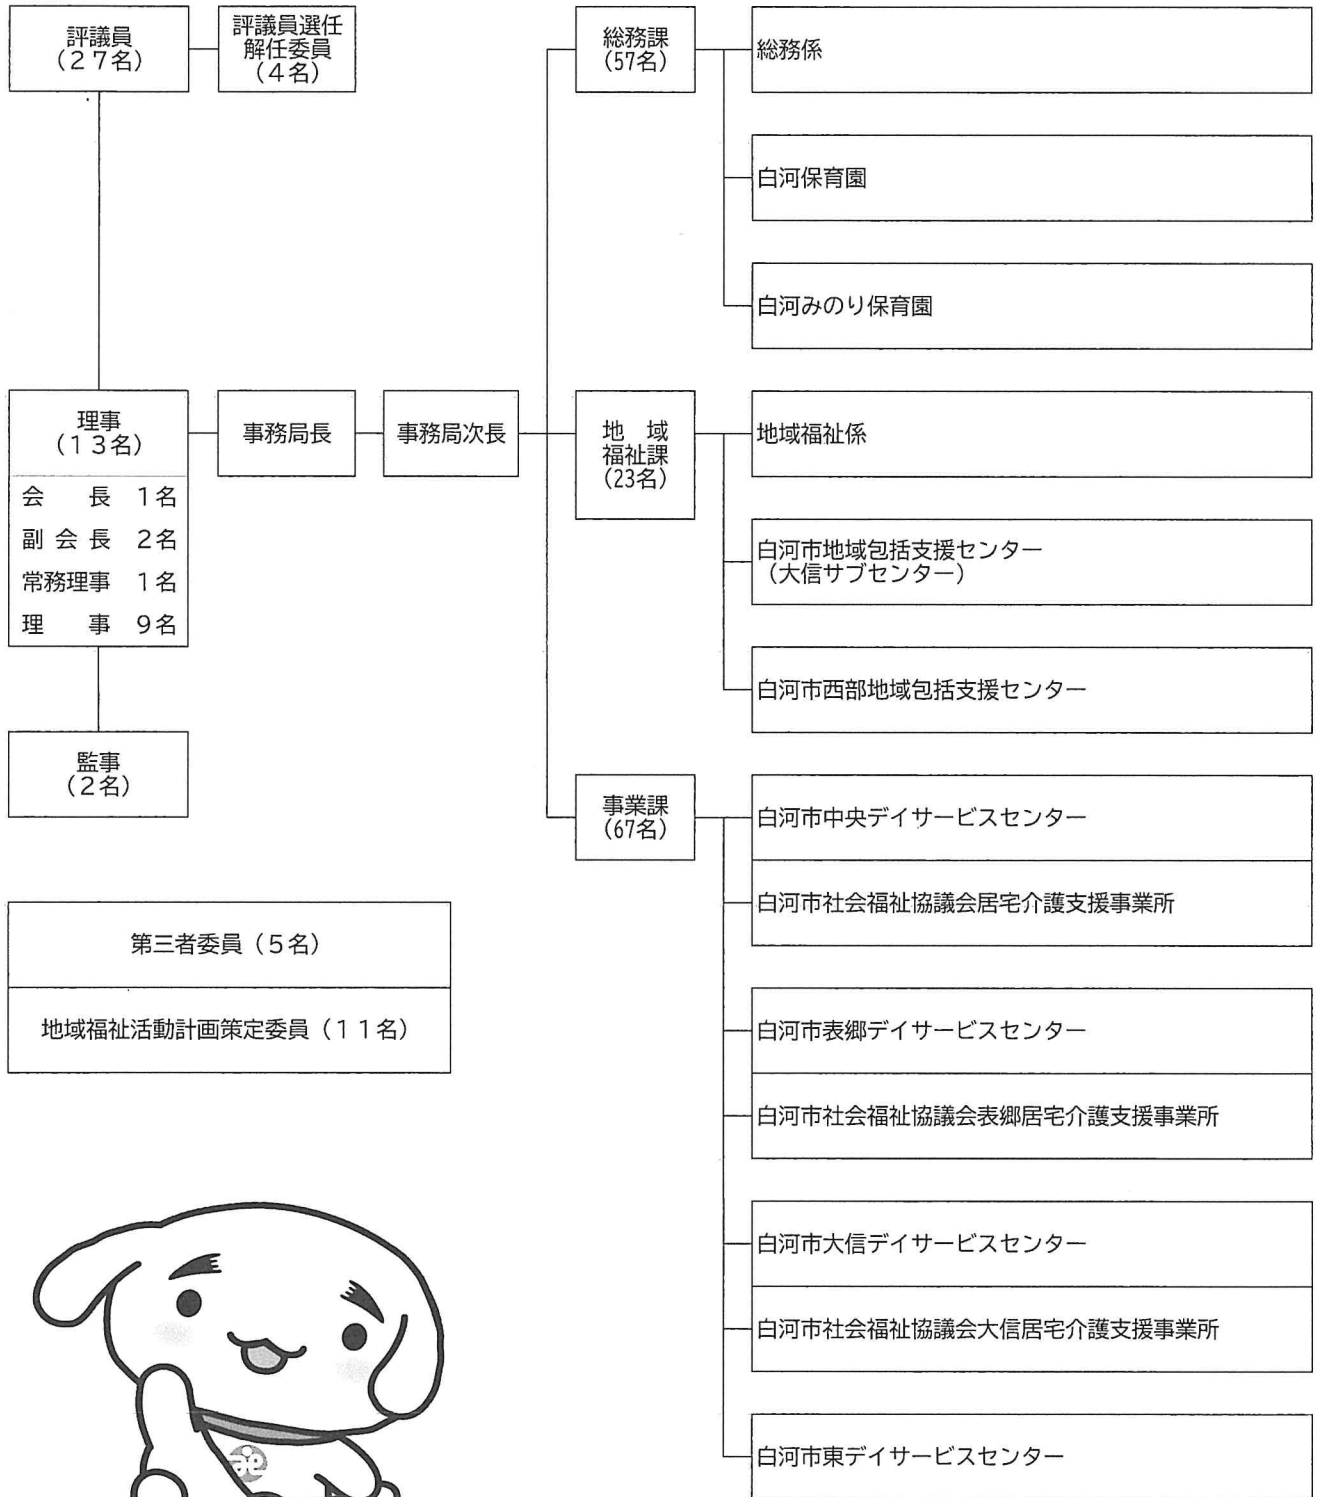 評議員
(27名)
評議員選任
解任委員
(4名)
理事
(13名)
会　　長　1名
副 会 長　2名
常務理事　1名
理　　事　9名
監事
(2名)
事務局長
事務局次長
総務課
(57名)
総務係
白河保育園
白河みのり保育園
地　域
福祉課
(23名)
地域福祉係
白河市地域包括支援センター
(大信サブセンター)
白河市西部地域包括支援センター
事業課
(67名)
白河市中央デイサービスセンター
白河市社会福祉協議会居宅介護支援事業所
白河市表郷デイサービスセンター
白河市社会福祉協議会表郷居宅介護支援事業所
白河市大信デイサービスセンター
白河市社会福祉協議会大信居宅介護支援事業所
白河市東デイサービスセンター
第三者委員(5名)
地域福祉活動計画策定委員(11名)